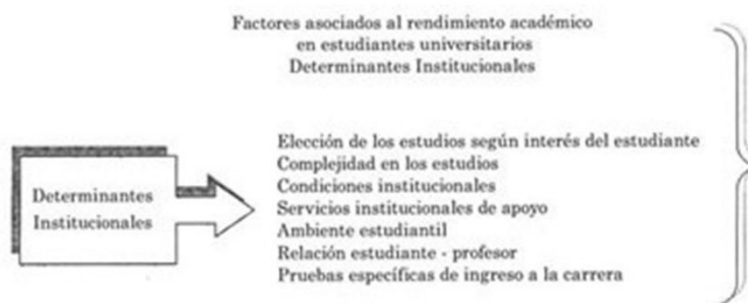 Factores asociados al rendimiento académico
en estudiantes universitarios
Determinantes Institucionales
Determinantes
Institucionales
Elección de los estudios según interés del estudiante
Complejidad en los estudios
Condiciones institucionales
Servicios institucionales de apoyo
Ambiente estudiantil
Relación estudiante - profesor
Pruebas específicas de ingreso a la carrera